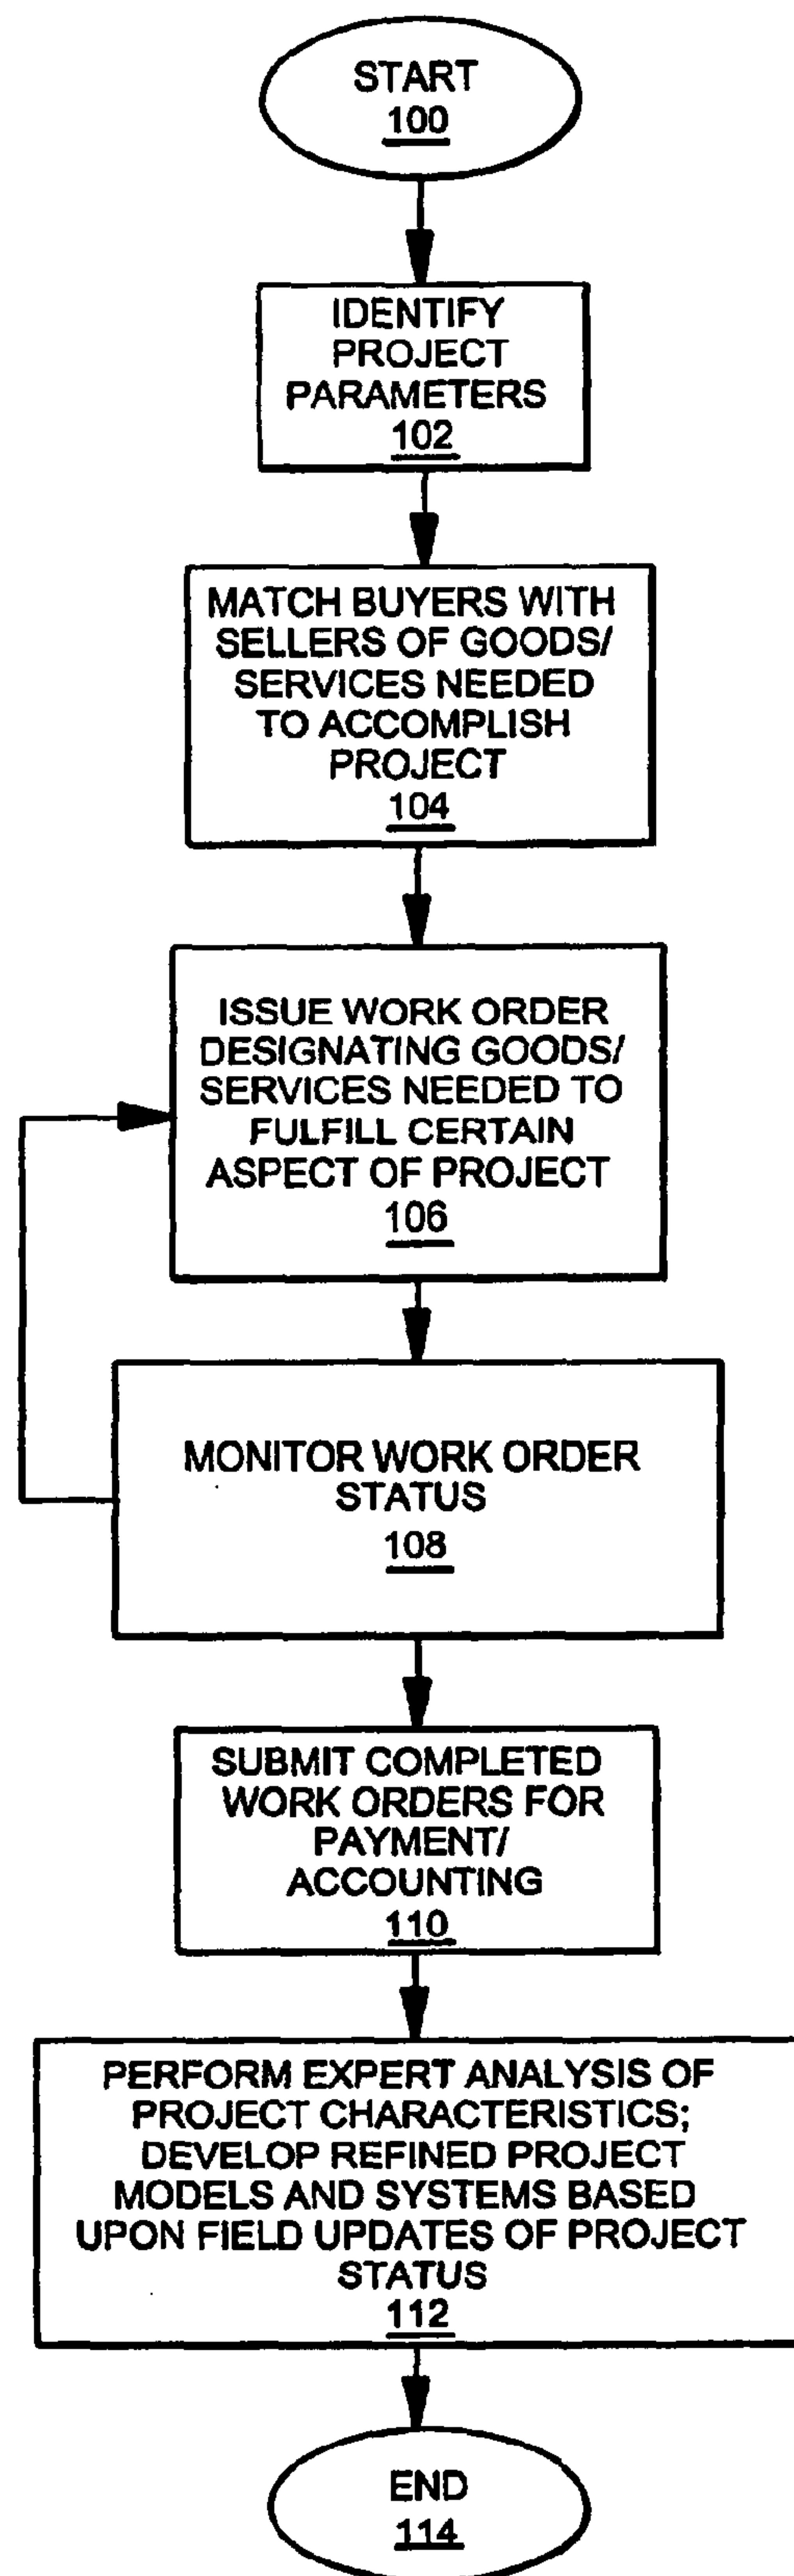 START
100
IDENTIFY
PROJECT
PARAMETERS
102
MATCH BUYERS WITH
SELLERS OF GOODS/
SERVICES NEEDED
TO ACCOMPLISH
PROJECT
104
ISSUE WORK ORDER
DESIGNATING GOODS/
SERVICES NEEDED TO
FULFILL CERTAIN
ASPECT OF PROJECT
106
MONITOR WORK ORDER
STATUS
108
SUBMIT COMPLETED
WORK ORDERS FOR
PAYMENT/
ACCOUNTING
110
PERFORM EXPERT ANALYSIS OF
PROJECT CHARACTERISTICS;
DEVELOP REFINED PROJECT
MODELS AND SYSTEMS BASED
UPON FIELD UPDATES OF PROJECT
STATUS
112
END
114